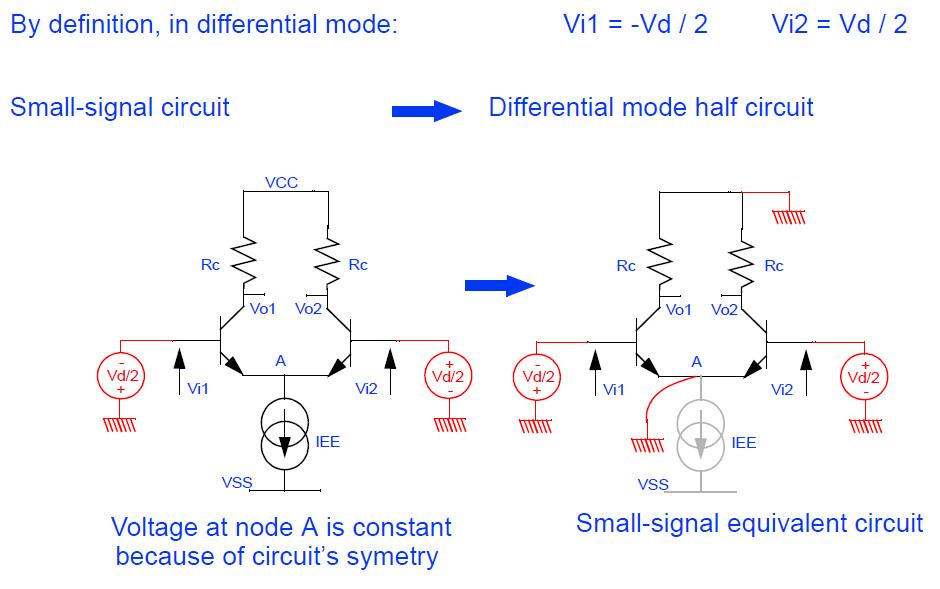 By definition, in differential mode: Vi1 = -Vd / 2 Vi2 = Vd / 2
Small-signal circuit Differential mode half circuit
VCC
Rc Rc Rc Rc
Vo1 Vo2 Vo1 Vo2
A A
-
Vd/2
+
Vi1
Vi2
+
Vd/2
-
-
Vd/2
+
Vi1
Vi2
+
Vd/2
-
IEE IEE
VSS VSS
Voltage at node A is constant
because of circuit's symetry
Small-signal equivalent circuit